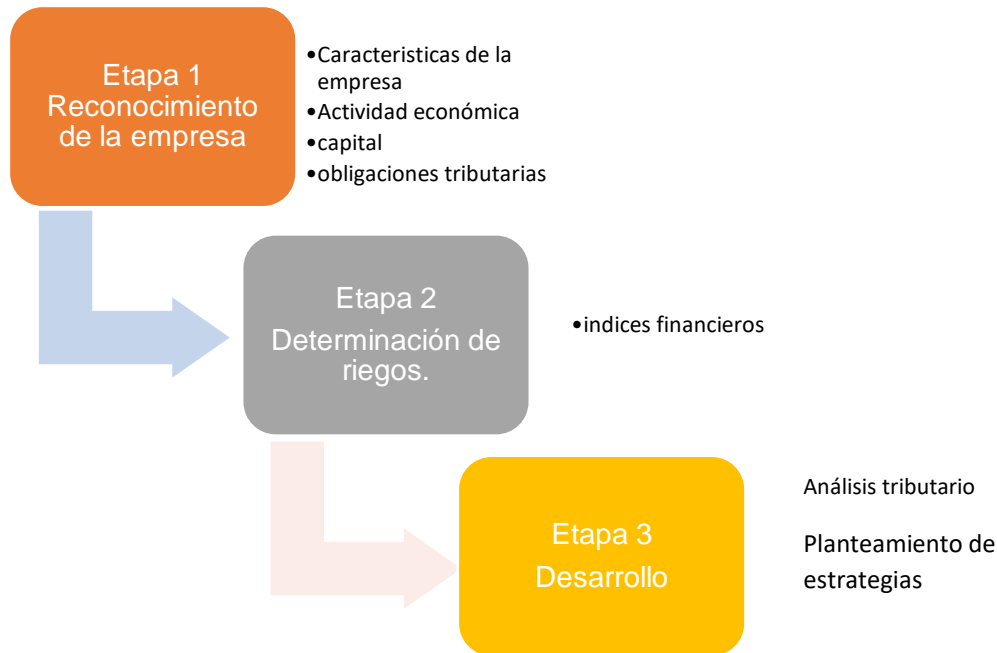 Etapa 1
Reconocimiento
de la empresa
•Caracteristicas de la
empresa
•Actividad económica
•capital
•obligaciones tributarias
Etapa 2
Determinación de
riegos.
•indices financieros
Etapa 3
Desarrollo
Análisis tributario
Planteamiento de
estrategias